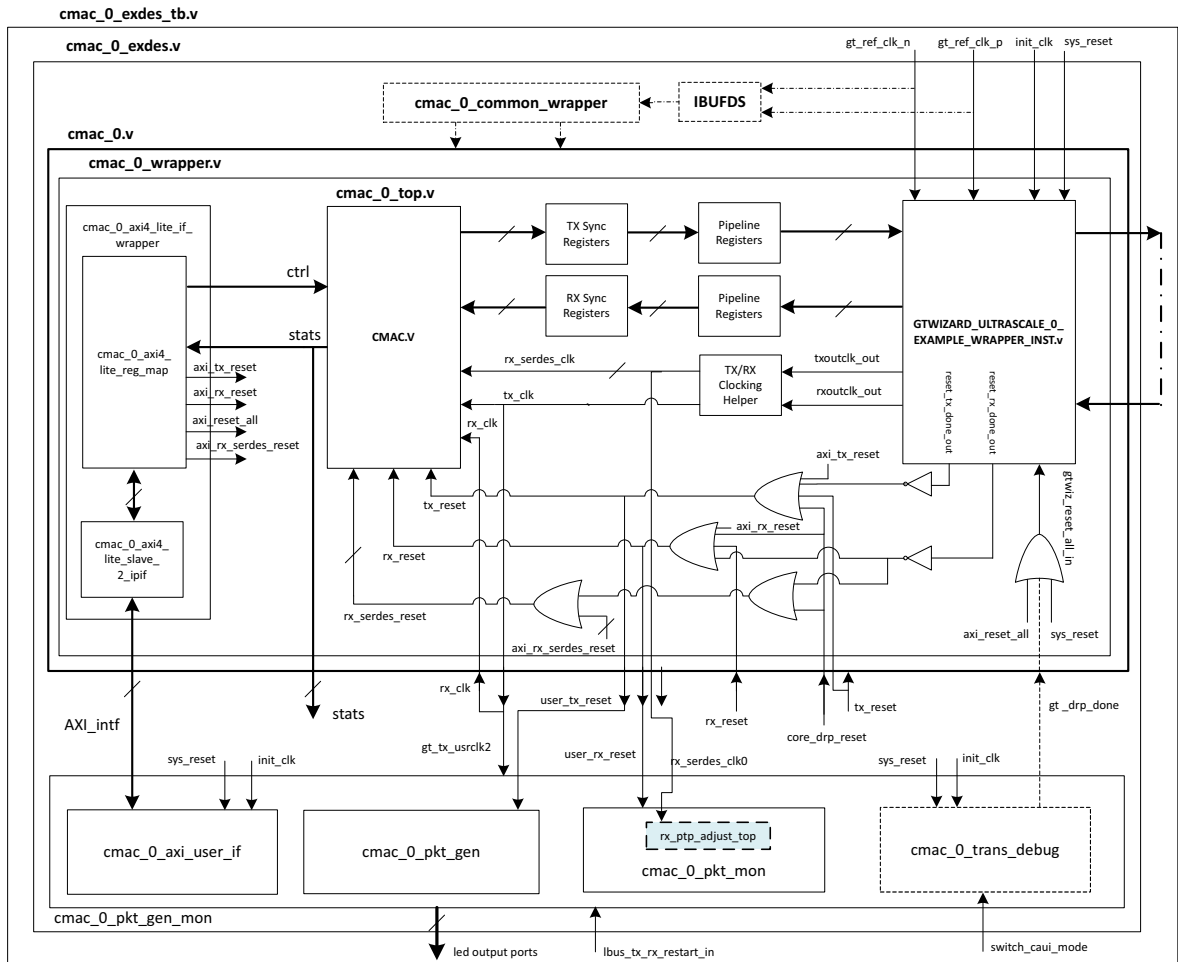 cmac_0_exdes_tb.v
cmac_0_exdes.v
gt_ref_clk_n
gt_ref_clk_p
init_clk
sys_reset
cmac_0_common_wrapper
IBUFDS
cmac_0.v
cmac_0_wrapper.v
cmac_0_top.v
cmac_0_axi4_lite_if_
wrapper
ctrl
stats
cmac_0_axi4_
lite_reg_map
axi_tx_reset
axi_rx_reset
axi_reset_all
axi_rx_serdes_reset
cmac_0_axi4_
lite_slave_
2_ipif
CMAC.V
TX Sync
Registers
Pipeline
Registers
RX Sync
Registers
Pipeline
Registers
GTWIZARD_ULTRASCALE_0_
EXAMPLE_WRAPPER_INST.v
rx_serdes_clk
tx_clk
rx_clk
TX/RX
Clocking
Helper
txoutclk_out
rxoutclk_out
reset_tx_done_out
reset_rx_done_out
axi_tx_reset
tx_reset
axi_rx_reset
rx_reset
rx_serdes_reset
axi_rx_serdes_reset
gtwiz_reset_all_in
axi_reset_all
sys_reset
AXI_intf
stats
rx_clk
gt_tx_usrclk2
user_tx_reset
user_rx_reset
rx_serdes_clk0
rx_reset
core_drp_reset
tx_reset
gt_drp_done
sys_reset
init_clk
sys_reset
init_clk
cmac_0_axi_user_if
cmac_0_pkt_gen
rx_ptp_adjust_top
cmac_0_pkt_mon
cmac_0_trans_debug
cmac_0_pkt_gen_mon
led output ports
lbus_tx_rx_restart_in
switch_caui_mode